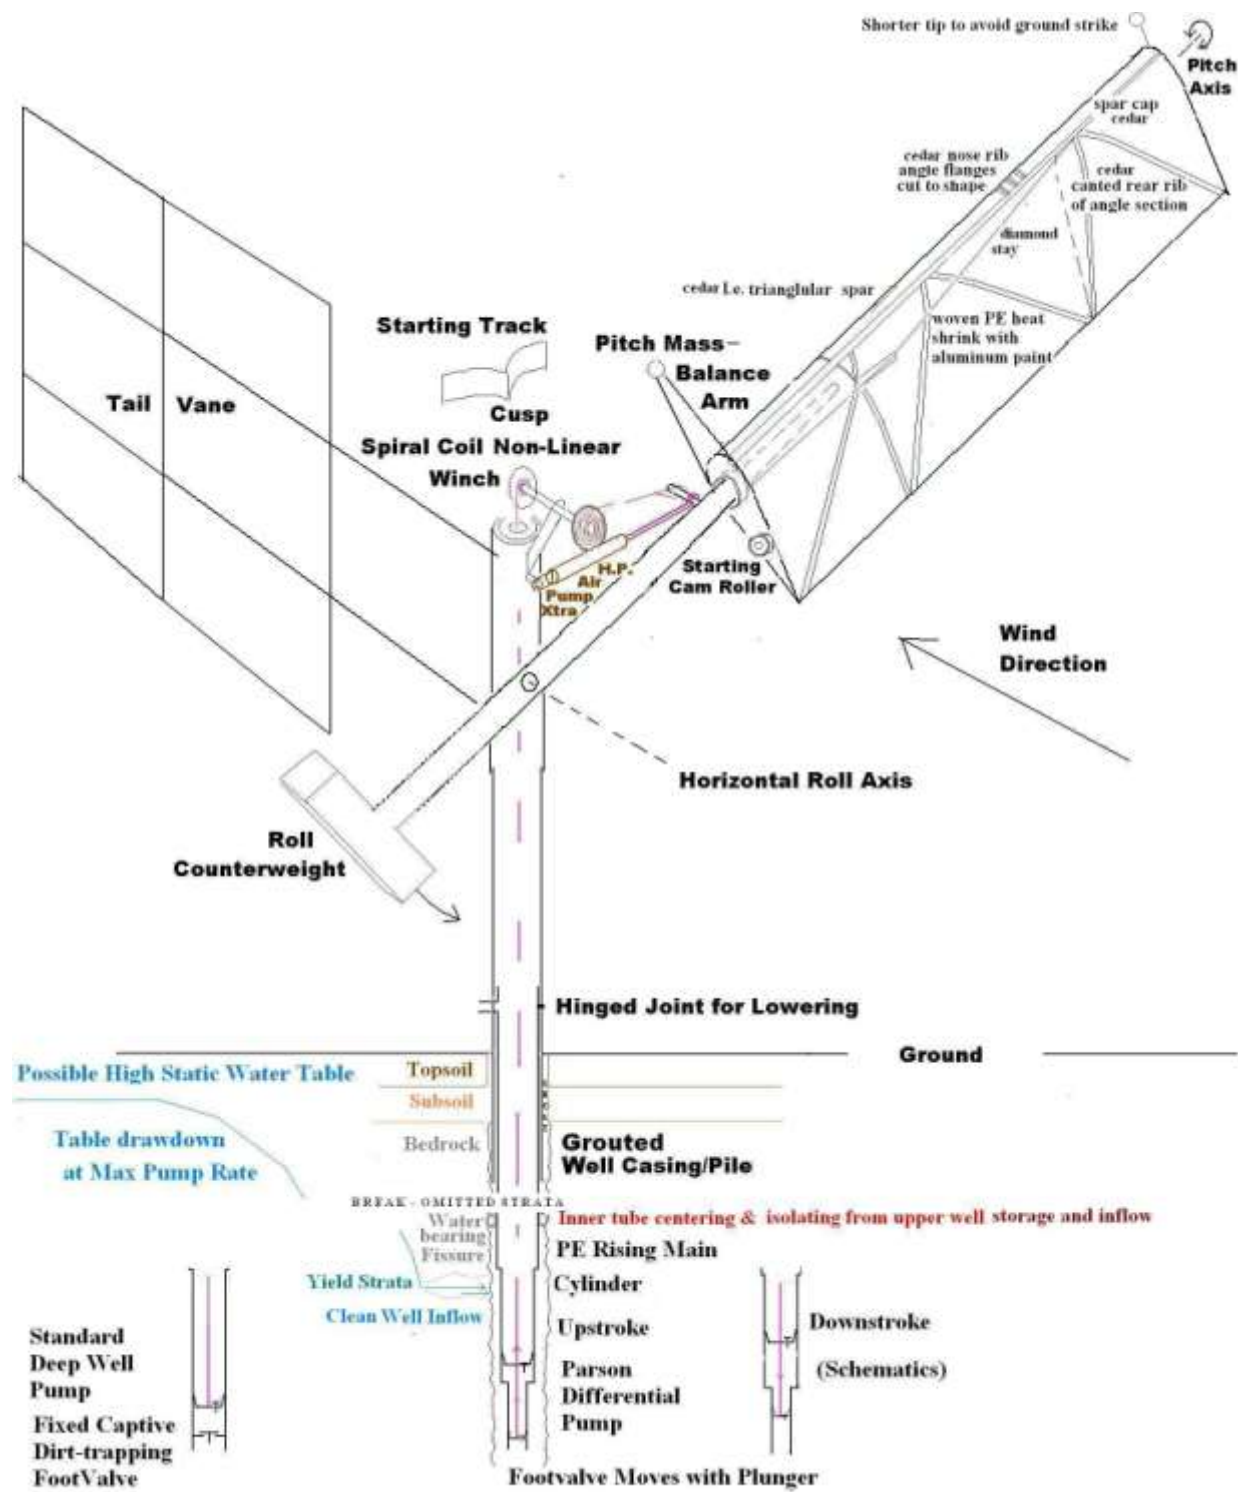 Shorter tip to avoid ground strike
Pitch
Axis
spar cap
cedar
cedar nose rib
angle flanges
cut to shape
cedar
canted rear rib
of angle section
diamond
stay
cedar I.e. trianglular spar
woven PE heat
shrink with
aluminum paint
Starting Track
Cusp
Pitch Mass-
Balance
Arm
Tail Vane
Spiral Coil Non-Linear
Winch
H.P.
Air
Pump
Xtra
Starting
Cam Roller
Wind
Direction
Horizontal Roll Axis
Roll
Counterweight
Hinged Joint for Lowering
Ground
Possible High Static Water Table
Topsoil
Subsoil
Table drawdown
at Max Pump Rate
Bedrock
Grouted
Well Casing/Pile
BREAK - OMITTED STRATA
Water
bearing
Fissure
Inner tube centering & isolating from upper well storage and inflow
PE Rising Main
Yield Strata
Cylinder
Clean Well Inflow
Upstroke
Downstroke
(Schematics)
Standard
Deep Well
Pump
Parson
Differential
Pump
Fixed Captive
Dirt-trapping
FootValve
Footvalve Moves with Plunger